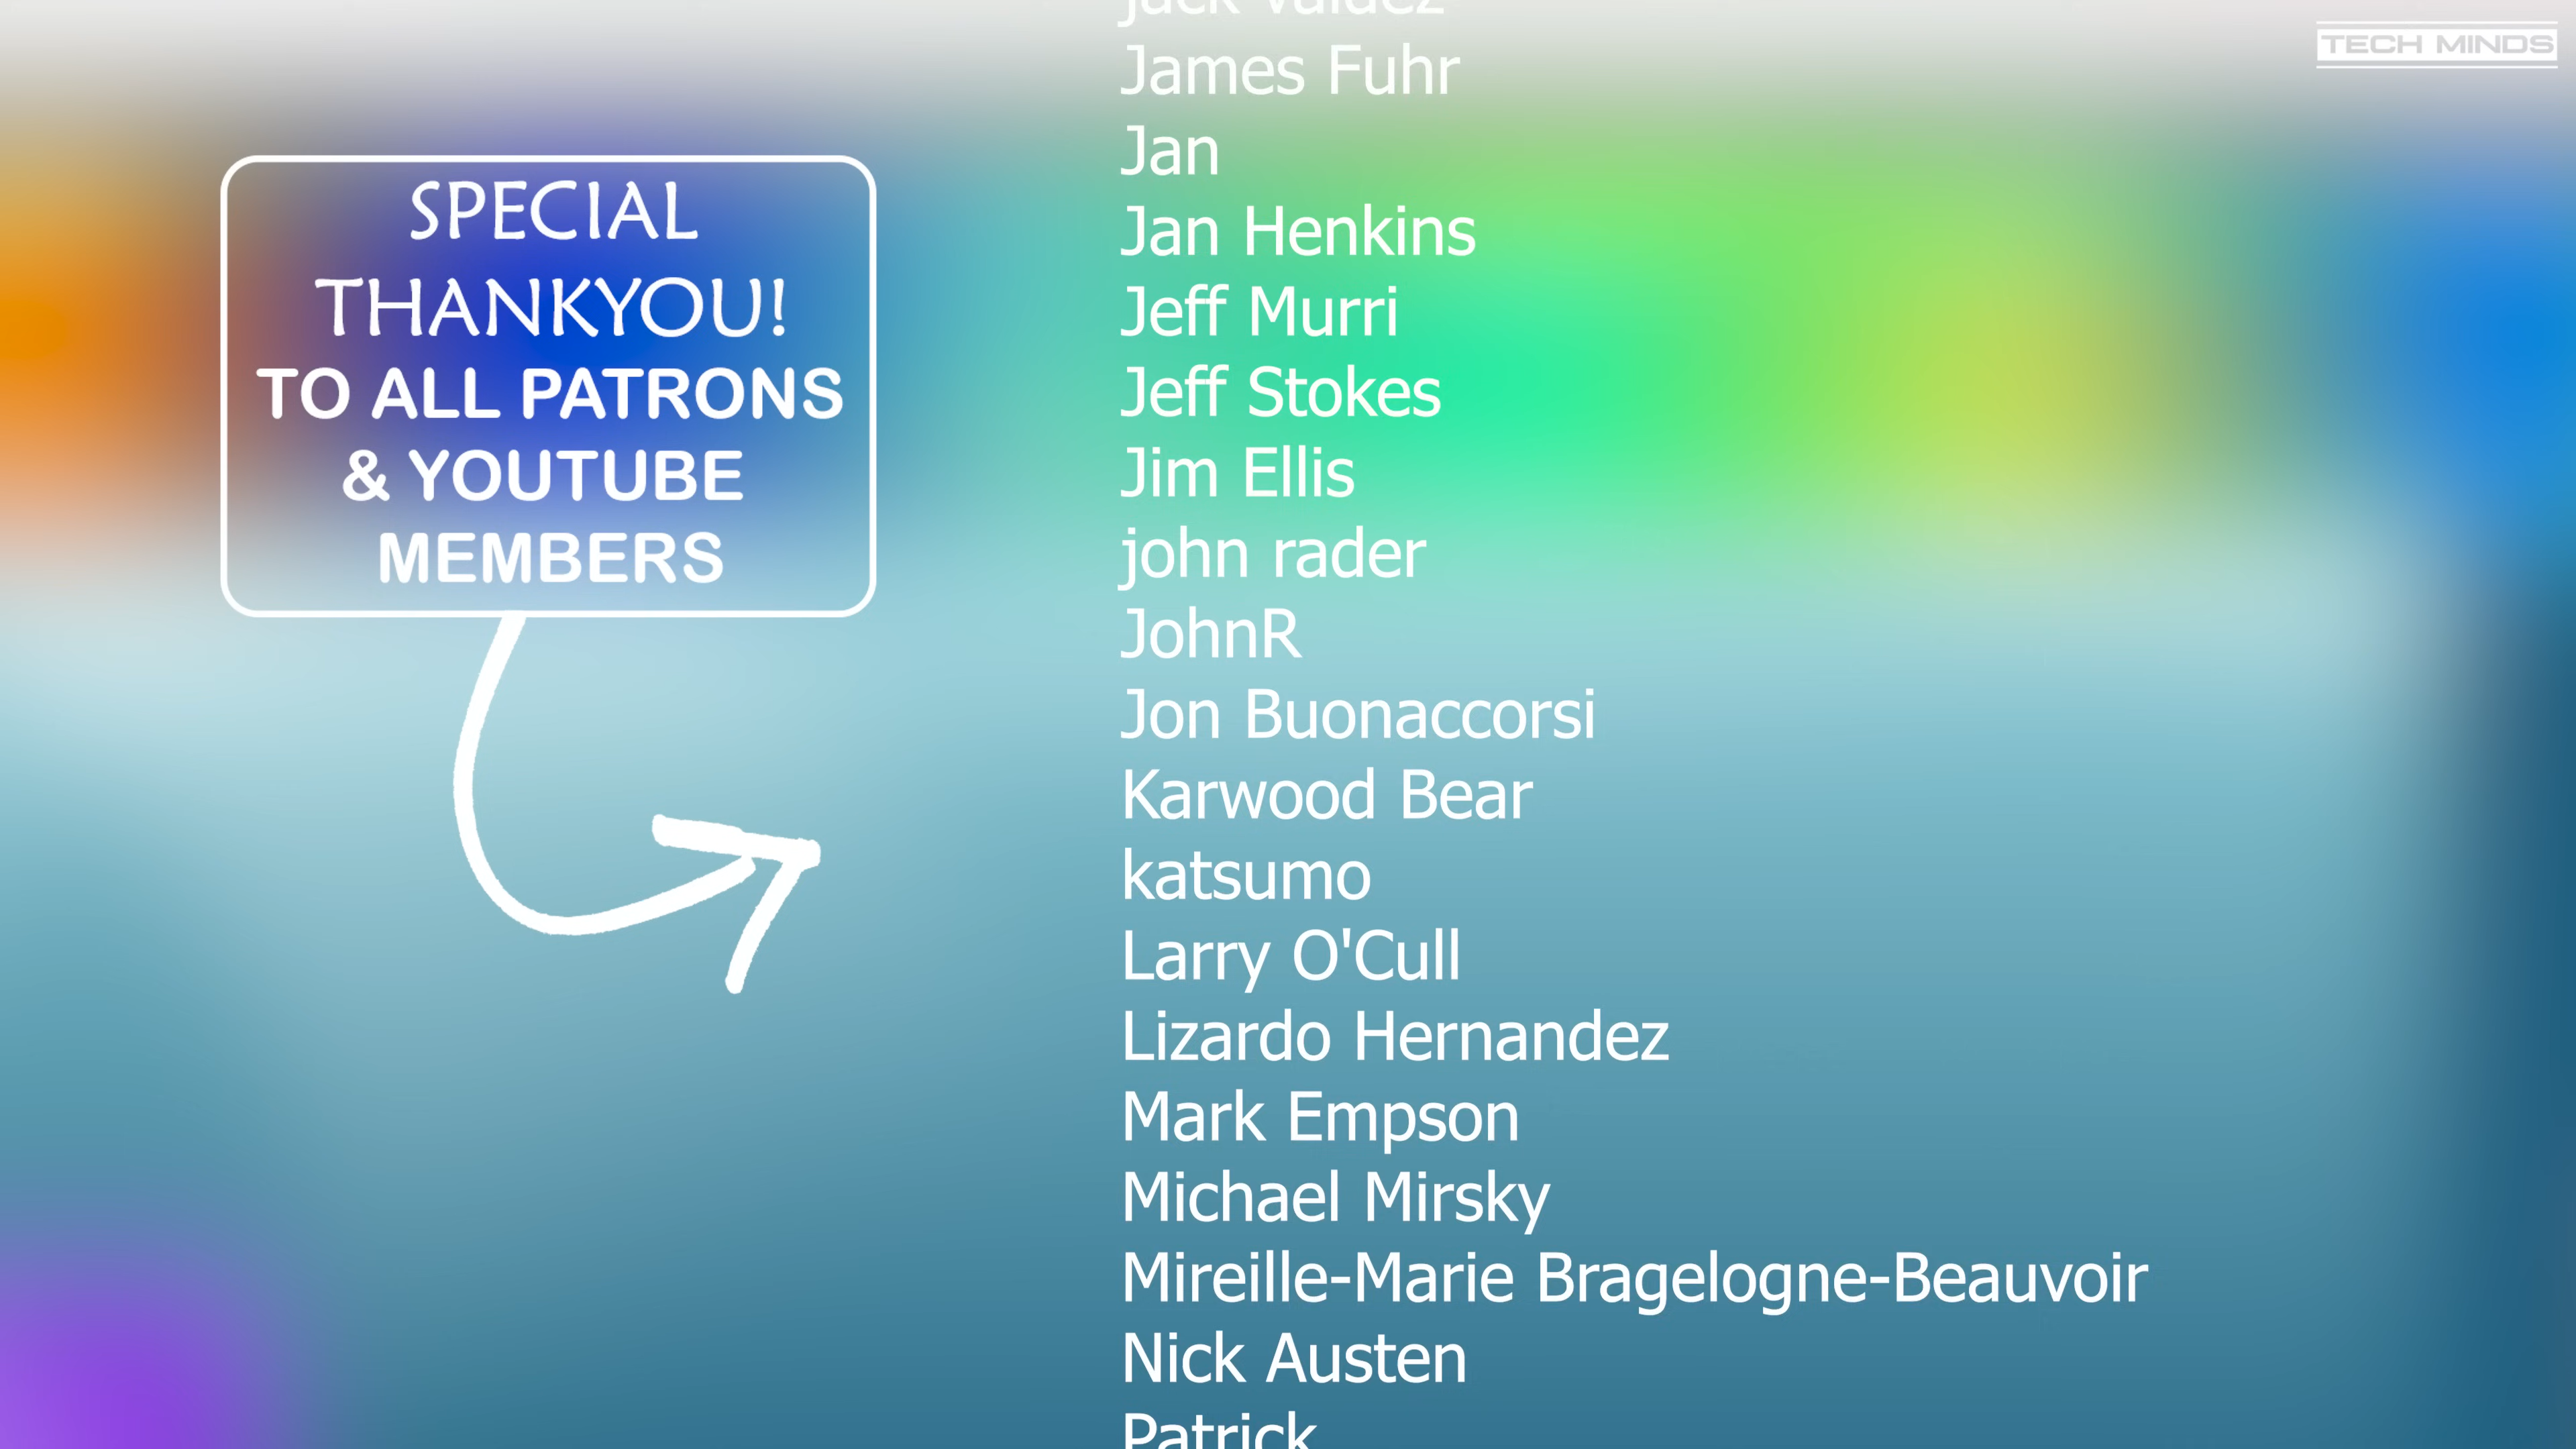 TECH MINDS
SPECIAL
THANKYOU!
TO ALL PATRONS
& YOUTUBE
MEMBERS
Jack Valdez
James Fuhr
Jan
Jan Henkins
Jeff Murri
Jeff Stokes
Jim Ellis
john rader
JohnR
Jon Buonaccorsi
Karwood Bear
katsumo
Larry O'Cull
Lizardo Hernandez
Mark Empson
Michael Mirsky
Mireille-Marie Bragelogne-Beauvoir
Nick Austen
Patrick